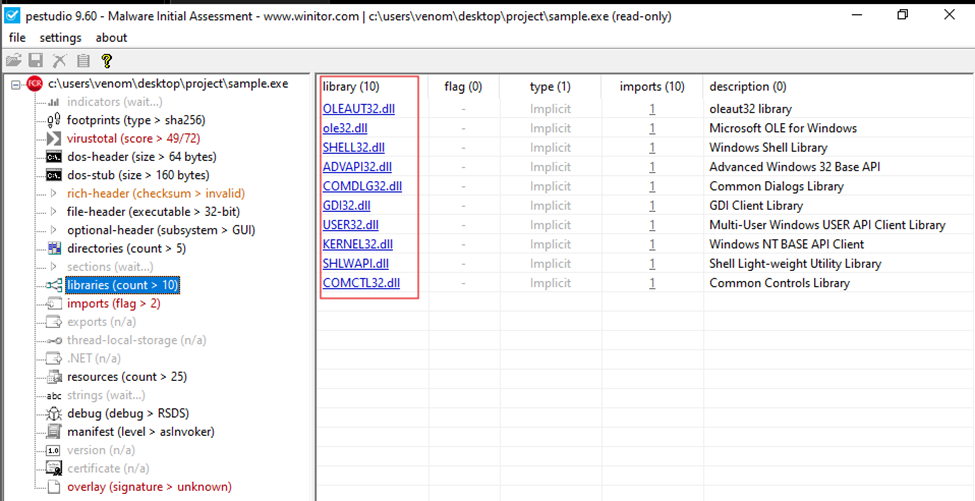 pestudio 9.60 - Malware Initial Assessment - www.winitor.com | c:\users\venom\desktop\project\sample.exe (read-only)
file settings about
c:\users\venom\desktop\project\sample.exe
indicators (wait...)
footprints (type > sha256)
virustotal (score > 49/72)
dos-header (size > 64 bytes)
dos-stub (size > 160 bytes)
rich-header (checksum > invalid)
file-header (executable > 32-bit)
optional-header (subsystem > GUI)
directories (count > 5)
sections (wait...)
libraries (count > 10)
imports (flag > 2)
exports (n/a)
thread-local-storage (n/a)
.NET (n/a)
resources (count > 25)
abc strings (wait...)
debug (debug > RSDS)
manifest (level > asInvoker)
1.0 version (n/a)
certificate (n/a)
overlay (signature > unknown)
library (10) flag (0) type (1) imports (10) description (0)
OLEAUT32.dll - Implicit 1 oleaut32 library
ole32.dll - Implicit 1 Microsoft OLE for Windows
SHELL32.dll - Implicit 1 Windows Shell Library
ADVAPI32.dll - Implicit 1 Advanced Windows 32 Base API
COMDLG32.dll - Implicit 1 Common Dialogs Library
GDI32.dll - Implicit 1 GDI Client Library
USER32.dll - Implicit 1 Multi-User Windows USER API Client Library
KERNEL32.dll - Implicit 1 Windows NT BASE API Client
SHLWAPI.dll - Implicit 1 Shell Light-weight Utility Library
COMCTL32.dll - Implicit 1 Common Controls Library